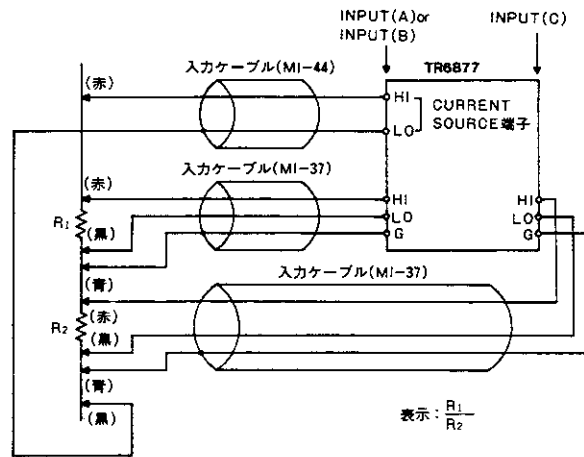 INPUT(A)or
INPUT(B)
INPUT(C)
入力ケーブル(MI-44)
TR6877
(赤)
HI
CURRENT
SOURCE端子
LO
入力ケーブル(MI-37)
(赤)
HI
HI
R1
LO
LO
(黒)
G
G
入力ケーブル(MI-37)
(青)
(赤)
R2
(黒)
(青)
(黒)
表示:R1/R2